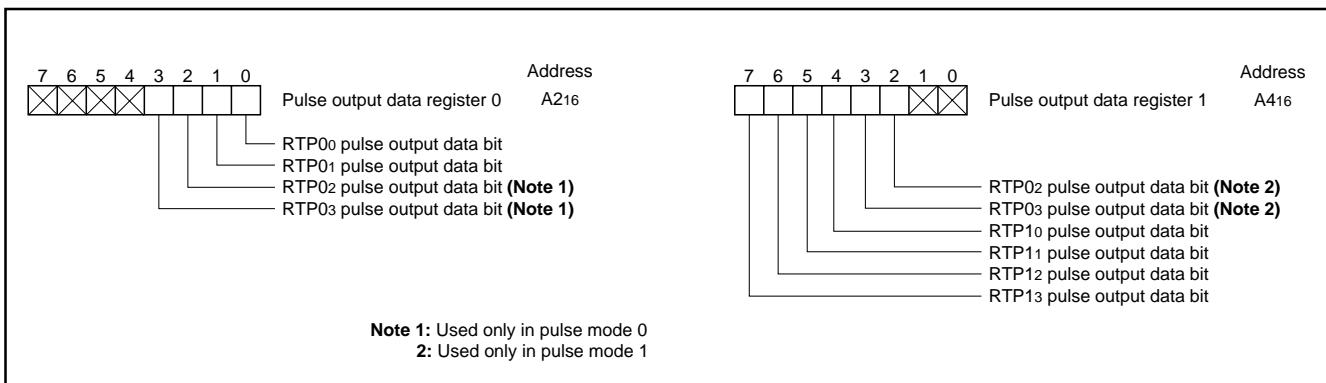 7 6 5 4 3 2 1 0 Address
Pulse output data register 0 A216
RTP00 pulse output data bit
RTP01 pulse output data bit
RTP02 pulse output data bit (Note 1)
RTP03 pulse output data bit (Note 1)
7 6 5 4 3 2 1 0 Address
Pulse output data register 1 A416
RTP02 pulse output data bit (Note 2)
RTP03 pulse output data bit (Note 2)
RTP10 pulse output data bit
RTP11 pulse output data bit
RTP12 pulse output data bit
RTP13 pulse output data bit
Note 1: Used only in pulse mode 0
2: Used only in pulse mode 1